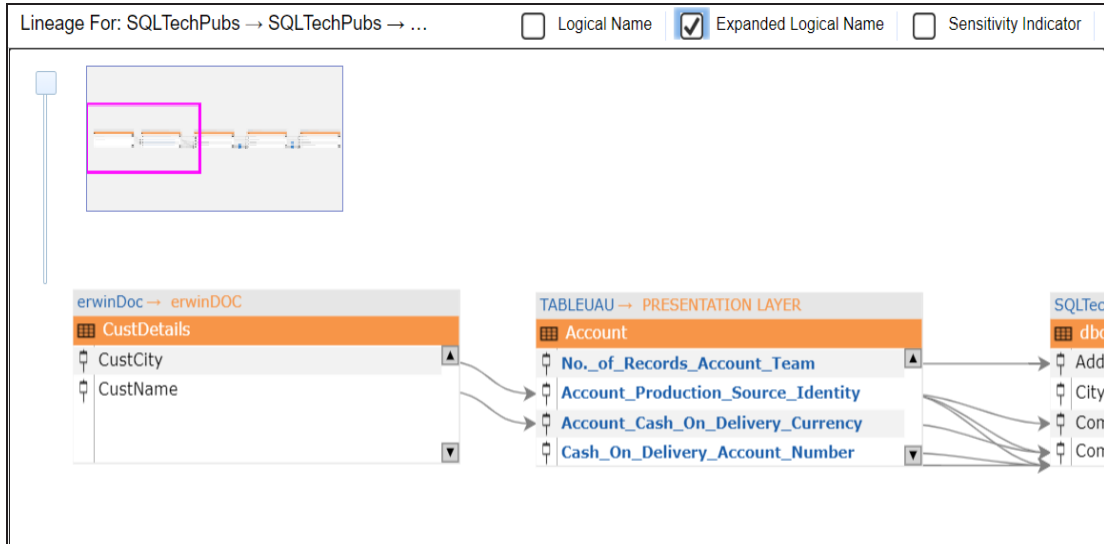 Lineage For: SQLTechPubs → SQLTechPubs → ...
Logical Name
Expanded Logical Name
Sensitivity Indicator
erwinDoc → erwinDOC
CustDetails
CustCity
CustName
TABLEUAU → PRESENTATION LAYER
Account
No._of_Records_Account_Team
Account_Production_Source_Identity
Account_Cash_On_Delivery_Currency
Cash_On_Delivery_Account_Number
SQLTec
dbo
Add
City
Com
Com